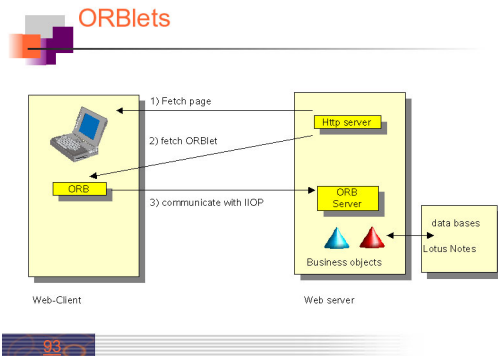 ORBlets
1) Fetch page
Http server
2) fetch ORBlet
ORB
3) communicate with IIOP
ORB
Server
data bases
Lotus Notes
Business objects
Web-Client
Web server
93